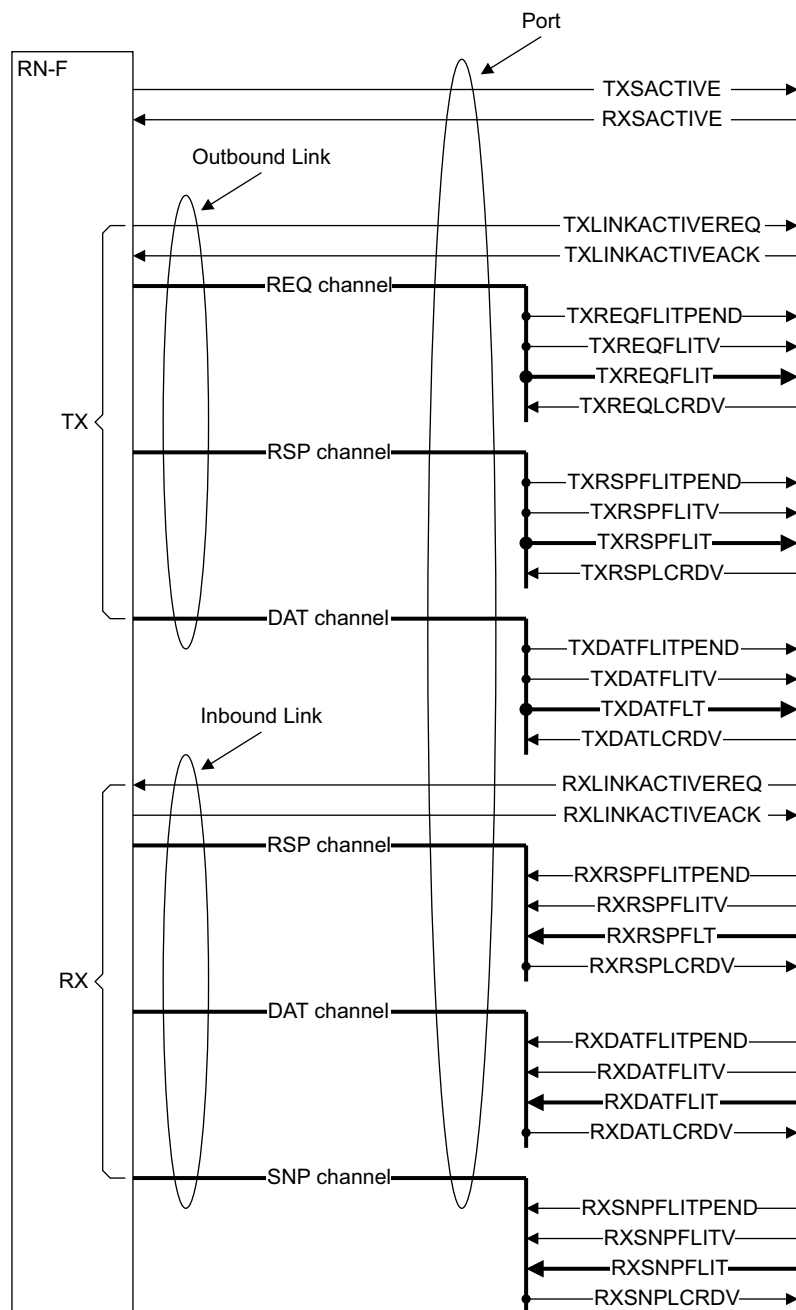 Port
RN-F
TXSACTIVE
RXSACTIVE
Outbound Link
TXLINKACTIVEREQ
TXLINKACTIVEACK
REQ channel
TXREQFLITPEND
TXREQFLITV
TXREQFLIT
TXREQLCRDV
TX
RSP channel
TXRSPFLITPEND
TXRSPFLITV
TXRSPFLIT
TXRSPLCRDV
DAT channel
TXDATFLITPEND
TXDATFLITV
TXDATFLT
TXDATLCRDV
Inbound Link
RXLINKACTIVEREQ
RXLINKACTIVEACK
RSP channel
RXRSPFLITPEND
RXRSPFLITV
RXRSPFLT
RXRSPLCRDV
RX
DAT channel
RXDATFLITPEND
RXDATFLITV
RXDATFLIT
RXDATLCRDV
SNP channel
RXSNPFLITPEND
RXSNPFLITV
RXSNPFLIT
RXSNPLCRDV